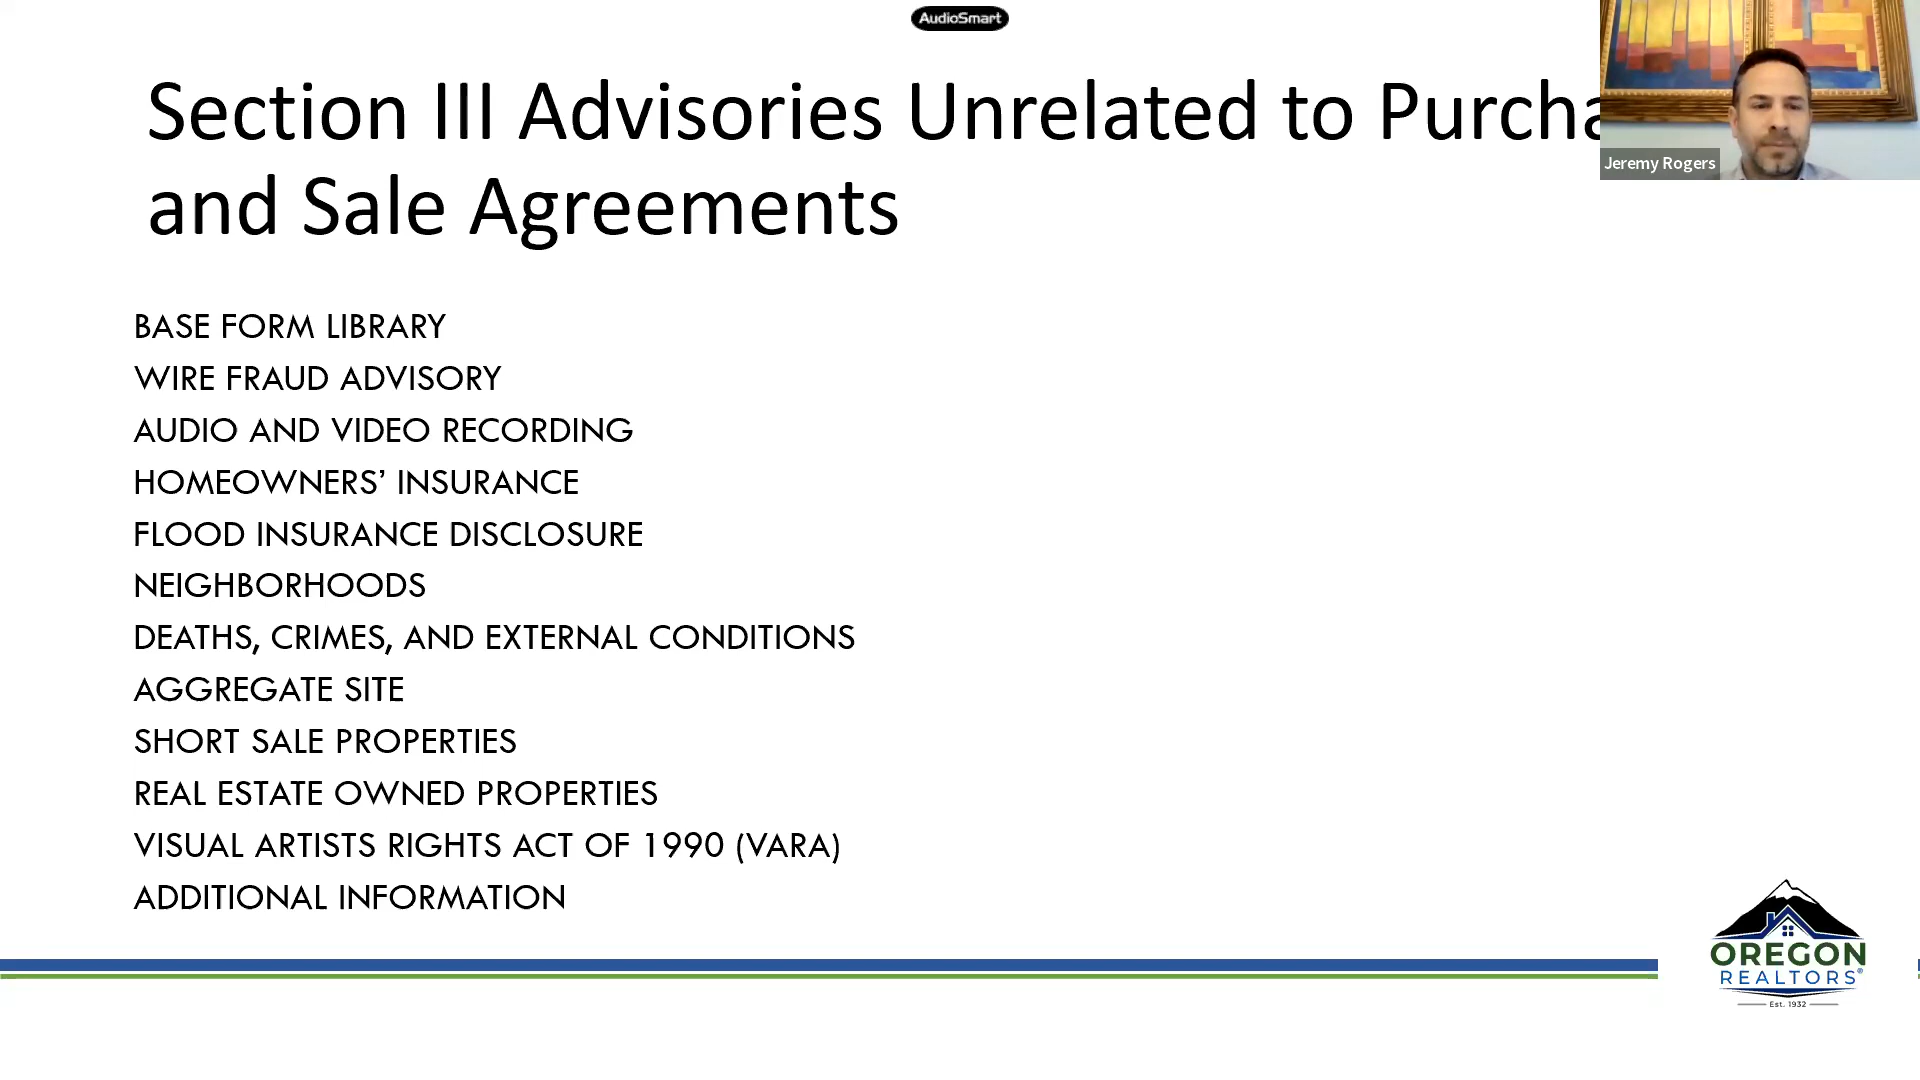 AudioSmart
Section III Advisories Unrelated to Purcha
and Sale Agreements
Jeremy Rogers
BASE FORM LIBRARY
WIRE FRAUD ADVISORY
AUDIO AND VIDEO RECORDING
HOMEOWNERS’ INSURANCE
FLOOD INSURANCE DISCLOSURE
NEIGHBORHOODS
DEATHS, CRIMES, AND EXTERNAL CONDITIONS
AGGREGATE SITE
SHORT SALE PROPERTIES
REAL ESTATE OWNED PROPERTIES
VISUAL ARTISTS RIGHTS ACT OF 1990 (VARA)
ADDITIONAL INFORMATION
OREGON
REALTORS®
Est. 1932